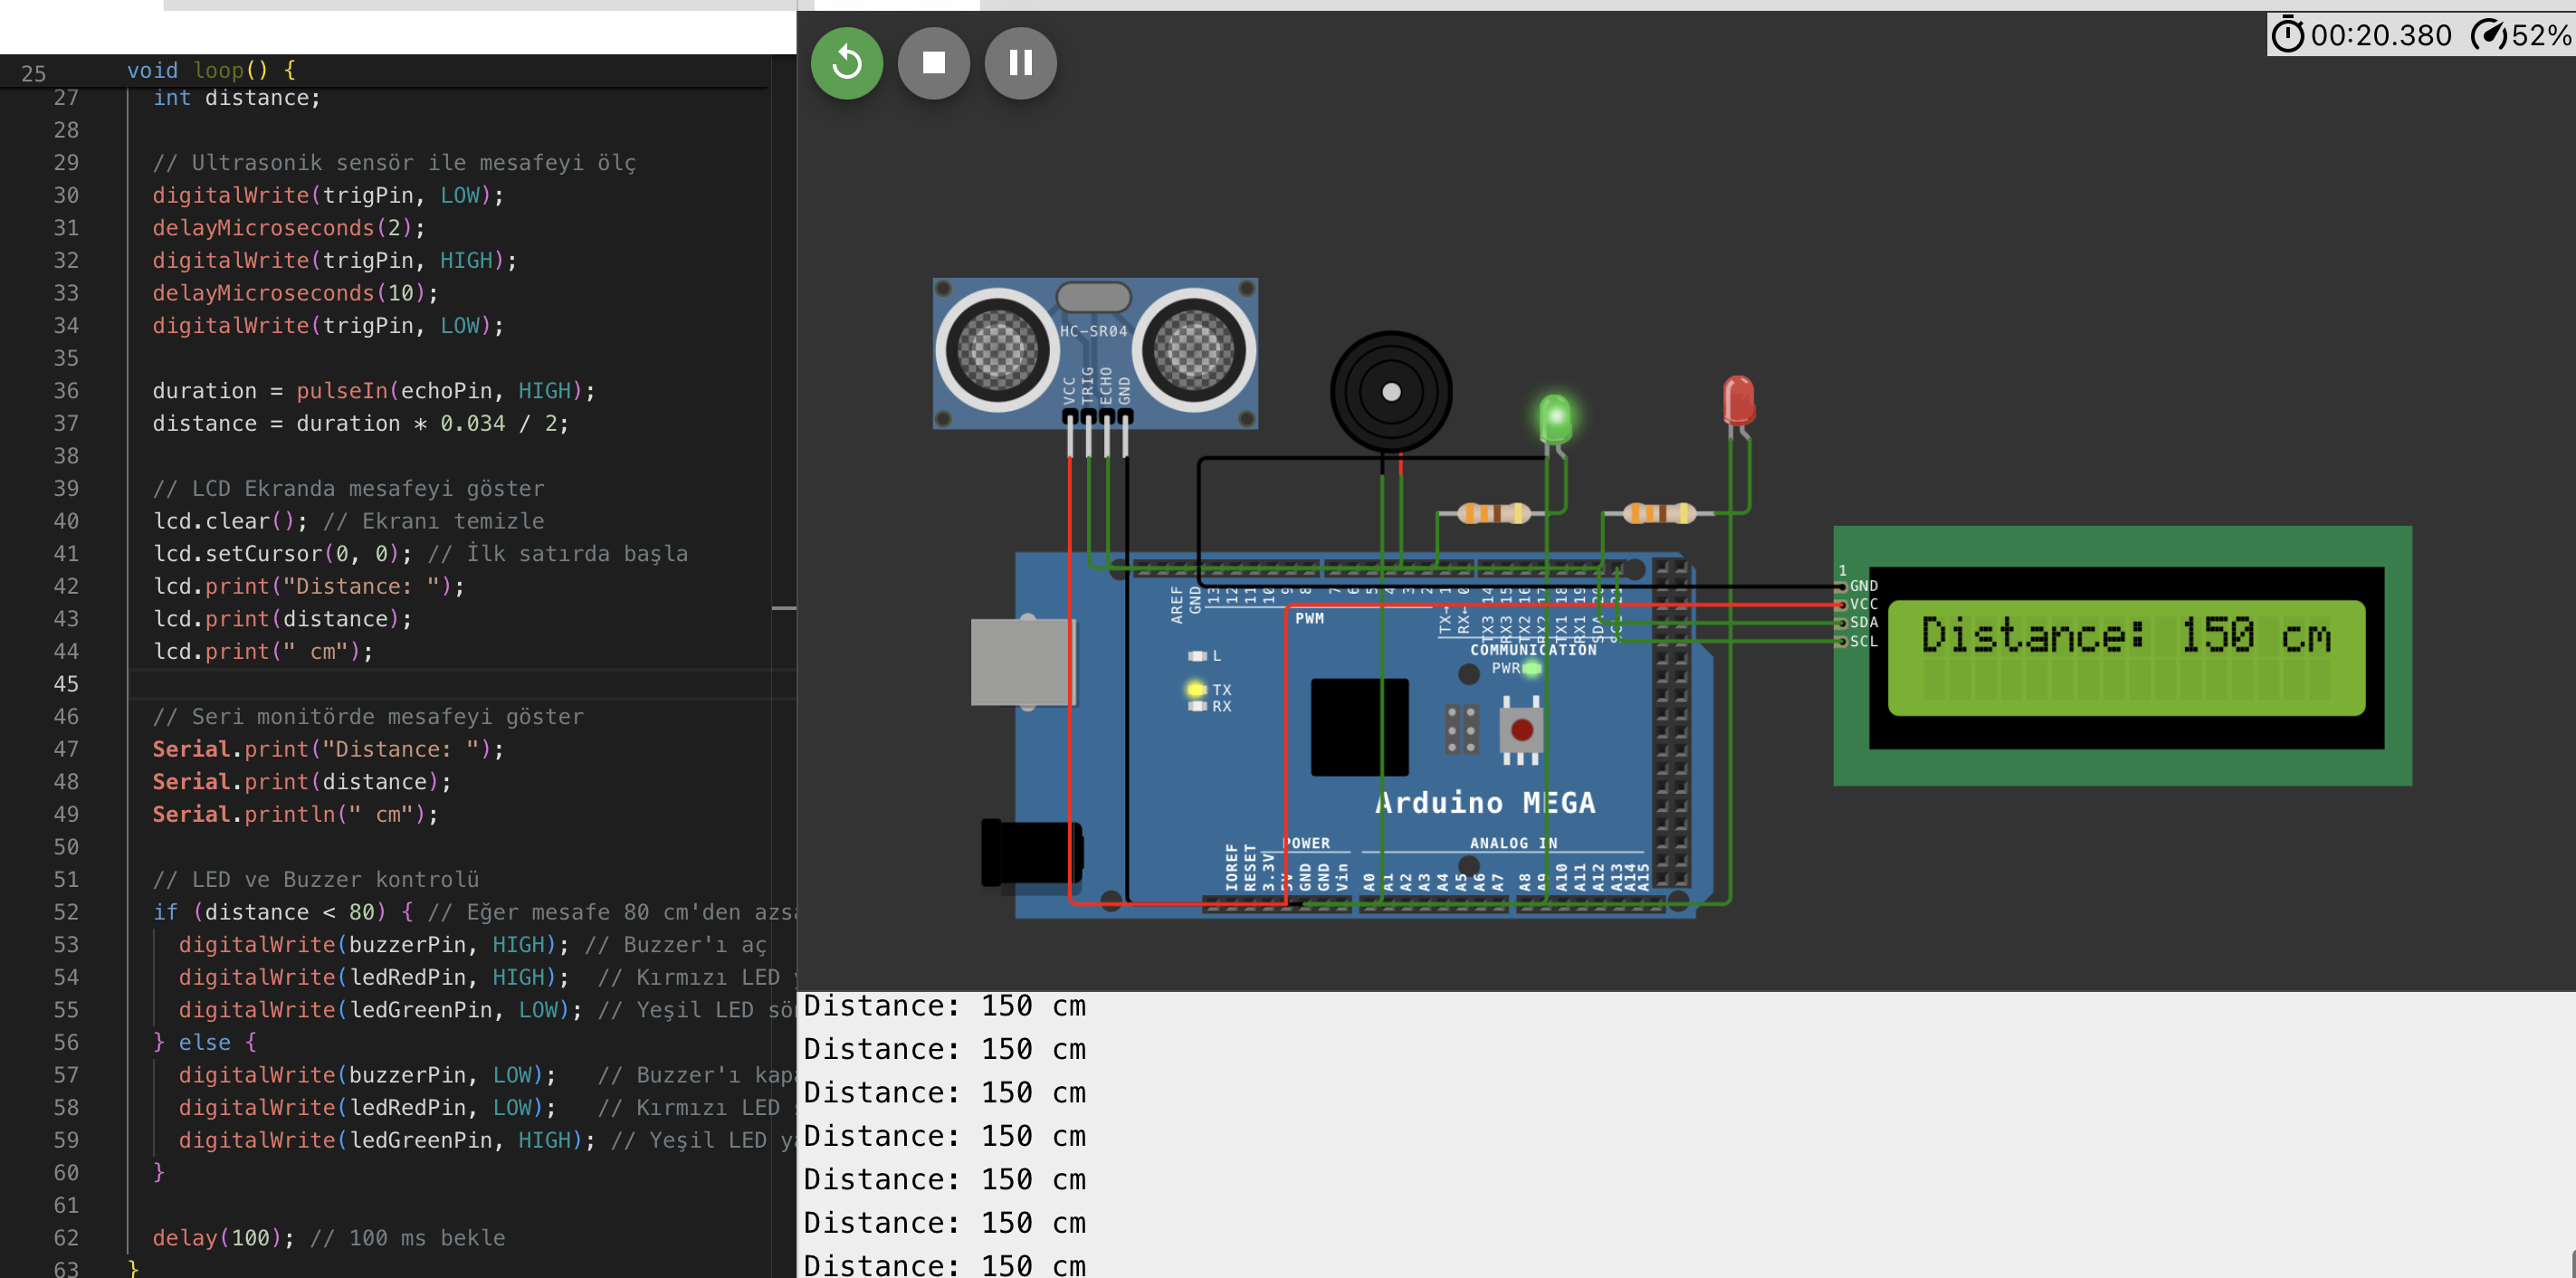 25 void loop() {
27 int distance;
28
29 // Ultrasonik sensör ile mesafeyi ölç
30 digitalWrite(trigPin, LOW);
31 delayMicroseconds(2);
32 digitalWrite(trigPin, HIGH);
33 delayMicroseconds(10);
34 digitalWrite(trigPin, LOW);
35
36 duration = pulseIn(echoPin, HIGH);
37 distance = duration * 0.034 / 2;
38
39 // LCD Ekranda mesafeyi göster
40 lcd.clear(); // Ekranı temizle
41 lcd.setCursor(0, 0); // İlk satırda başla
42 lcd.print("Distance: ");
43 lcd.print(distance);
44 lcd.print(" cm");
45
46 // Seri monitörde mesafeyi göster
47 Serial.print("Distance: ");
48 Serial.print(distance);
49 Serial.println(" cm");
50
51 // LED ve Buzzer kontrolü
52 if (distance < 80) { // Eğer mesafe 80 cm'den azsa
53 digitalWrite(buzzerPin, HIGH); // Buzzer'ı aç
54 digitalWrite(ledRedPin, HIGH); // Kırmızı LED
55 digitalWrite(ledGreenPin, LOW); // Yeşil LED
56 } else {
57 digitalWrite(buzzerPin, LOW); // Buzzer'ı
58 digitalWrite(ledRedPin, LOW); // Kırmızı LED
59 digitalWrite(ledGreenPin, HIGH); // Yeşil LED
60 }
61
62 delay(100); // 100 ms bekle
63 }
00:20.380 52%
HC-SR04
VCC TRIG ECHO GND
AREF GND 13 12 11 10 9 8 7 6 5 4 3 2 TX→1 RX←0 TX3 14 RX3 15 TX2 16 RX2 17 TX1 18 RX1 19 SDA 20
PWM
COMMUNICATION
L
PWR
TX
RX
Arduino MEGA
POWER ANALOG IN
IOREF RESET 3.3V 5V GND GND Vin A0 A1 A2 A3 A4 A5 A6 A7 A8 A9 A10 A11 A12 A13 A14 A15
1
GND
VCC
SDA
SCL
Distance: 150 cm
Distance: 150 cm
Distance: 150 cm
Distance: 150 cm
Distance: 150 cm
Distance: 150 cm
Distance: 150 cm
Distance: 150 cm